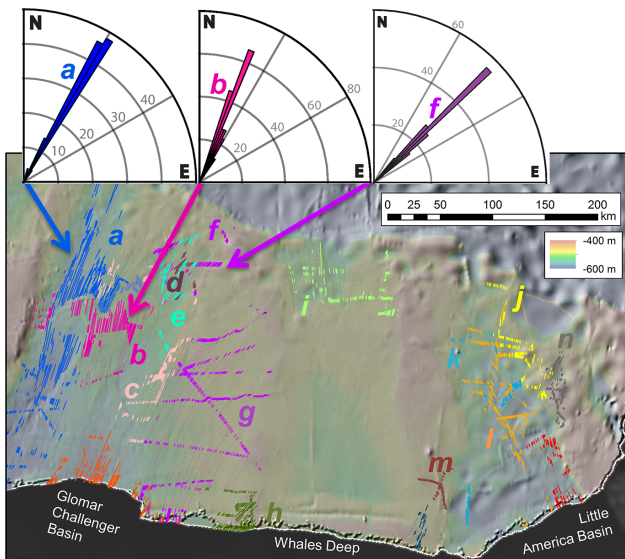 N
a
40
30
20
10
E
N
b
80
60
40
20
E
N
60
40
20
f
E
0 25 50 100 150 200
km
-400 m
-600 m
a
f
d
e
b
c
g
h
i
j
k
n
l
m
Glomar
Challenger
Basin
Whales Deep
Little
America Basin